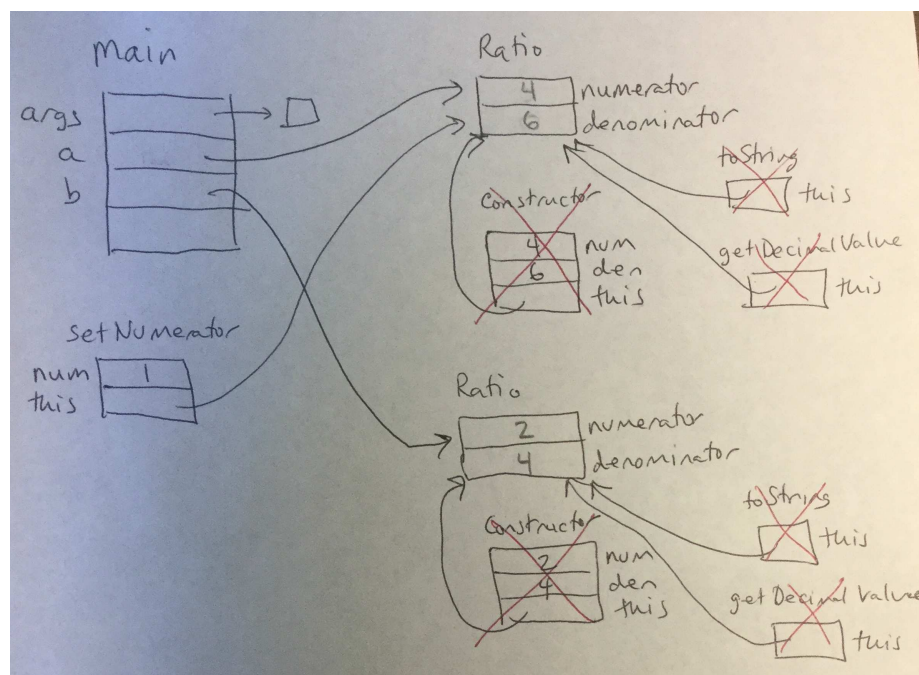 Main
args
a
b
Ratio
4 numerator
6 denominator
toString
this
Constructor
4 num
6 den
this
getDecimalValue
this
setNumerator
num 1
this
Ratio
2 numerator
4 denominator
toString
this
Constructor
2 num
4 den
this
getDecimalValue
this